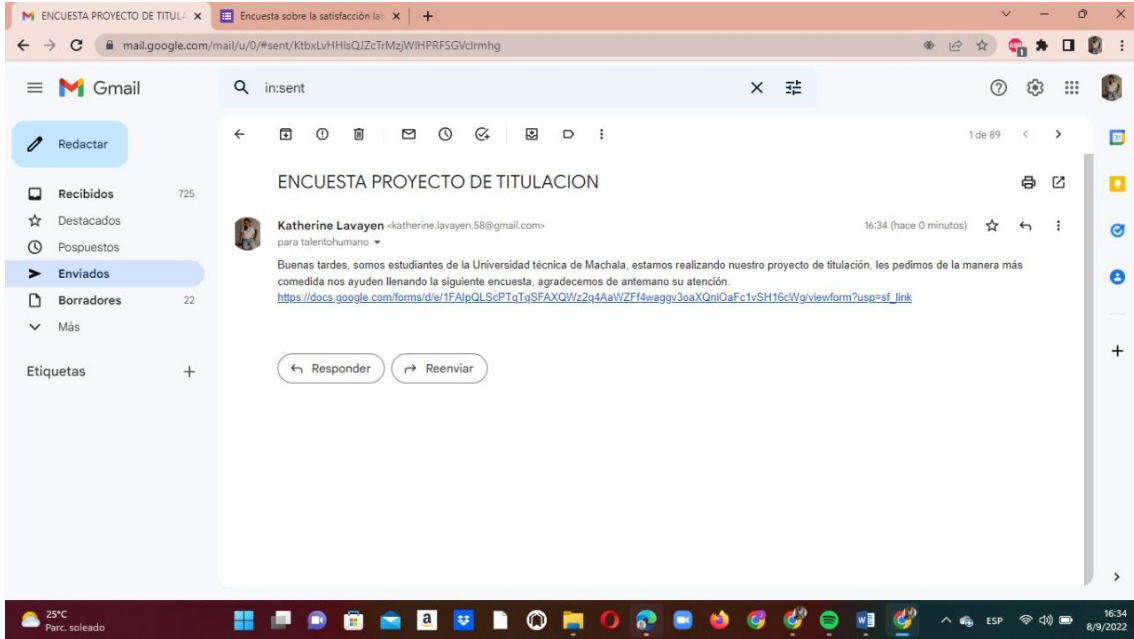 ENCUESTA PROYECTO DE TITULA
Encuesta sobre la satisfacción lab
mail.google.com/mail/u/0/#sent/KtbxLvHHlsQJZcTrMzjWlHPRFSGVclrmhg
Gmail
in:sent
Redactar
1 de 89
Recibidos 725
Destacados
Pospuestos
Enviados
Borradores 22
Más
Etiquetas
ENCUESTA PROYECTO DE TITULACION
Katherine Lavayen <katherine.lavayen.58@gmail.com>
16:34 (hace 0 minutos)
para talentohumano
Buenas tardes, somos estudiantes de la Universidad técnica de Machala, estamos realizando nuestro proyecto de titulación, les pedimos de la manera más
comedida nos ayuden llenando la siguiente encuesta, agradecemos de antemano su atención.
https://docs.google.com/forms/d/e/1FAIpQLScPTqTqSFAXQWz2q4AaWZFf4waggv3oaXQniOaFc1vSH16cWg/viewform?usp=sf_link
Responder
Reenviar
25°C
Parc. soleado
ESP
16:34
8/9/2022